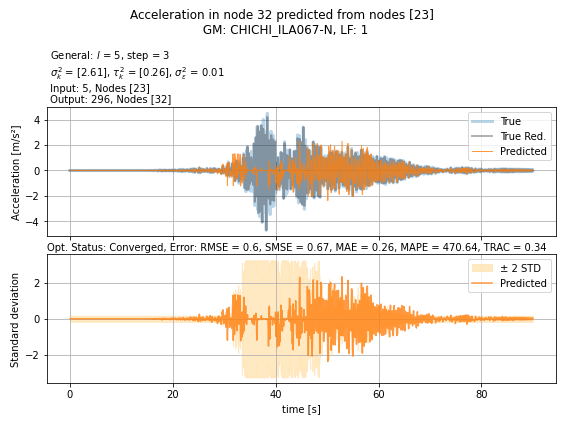 Acceleration in node 32 predicted from nodes [23]
GM: CHICHI_ILA067-N, LF: 1
General: l = 5, step = 3
σ²ₖ = [2.61], τ²ₖ = [0.26], σ²ε = 0.01
Input: 5, Nodes [23]
Output: 296, Nodes [32]
Acceleration [m/s²]
4
2
0
−2
−4
True
True Red.
Predicted
Opt. Status: Converged, Error: RMSE = 0.6, SMSE = 0.67, MAE = 0.26, MAPE = 470.64, TRAC = 0.34
Standard deviation
2
0
−2
± 2 STD
Predicted
0 20 40 60 80
time [s]